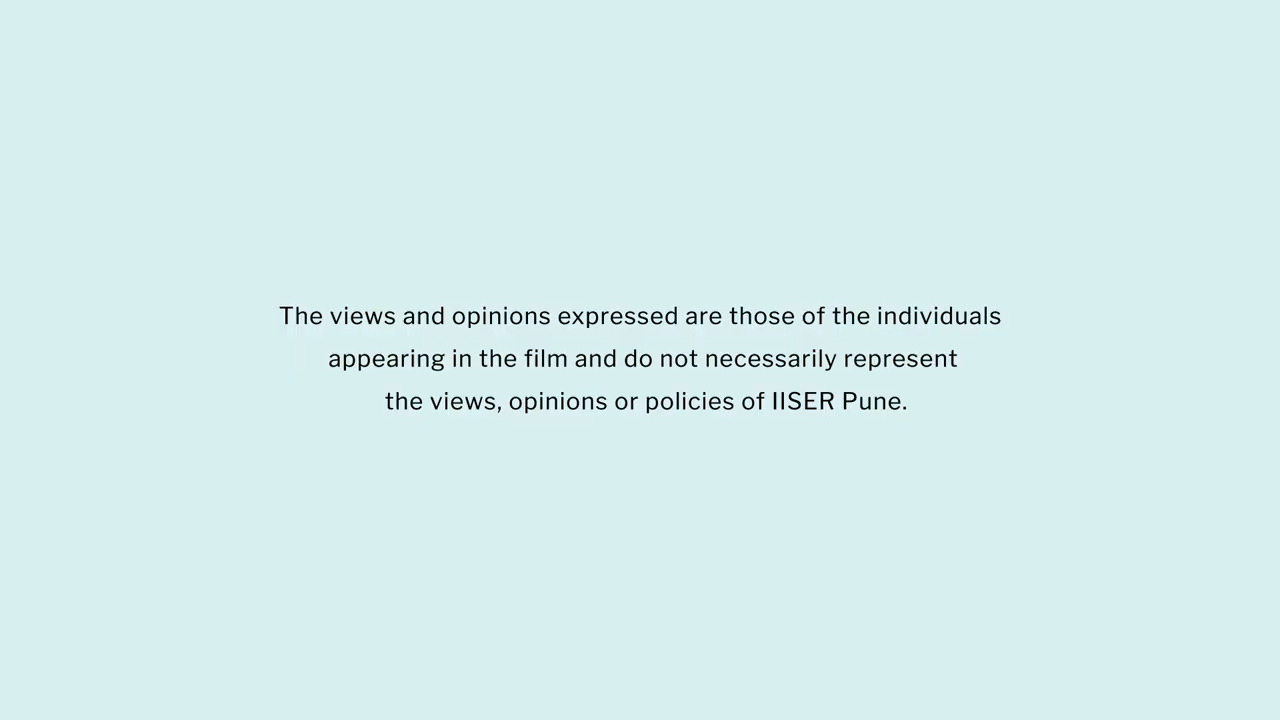 The views and opinions expressed are those of the individuals
appearing in the film and do not necessarily represent
the views, opinions or policies of IISER Pune.